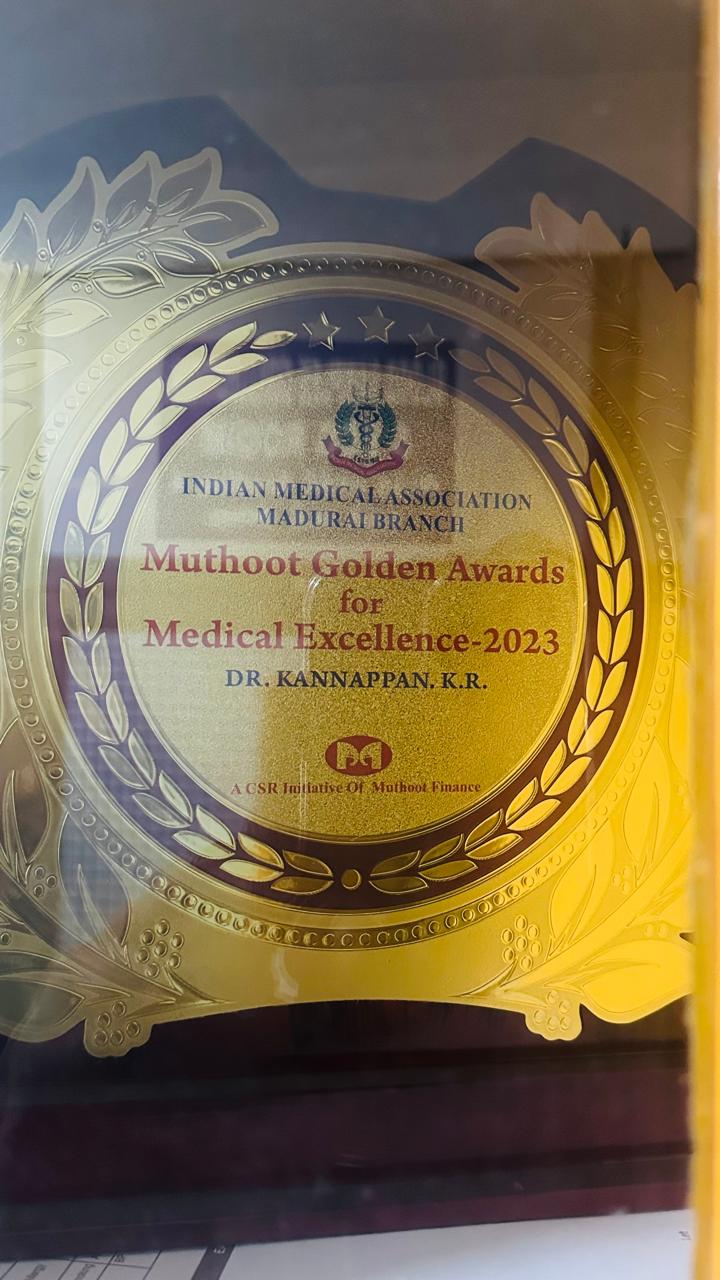 INDIAN MEDICAL ASSOCIATION
MADURAI BRANCH
Muthoot Golden Awards
for
Medical Excellence-2023
DR. KANNAPPAN. K.R.
A CSR Initiative Of Muthoot Finance